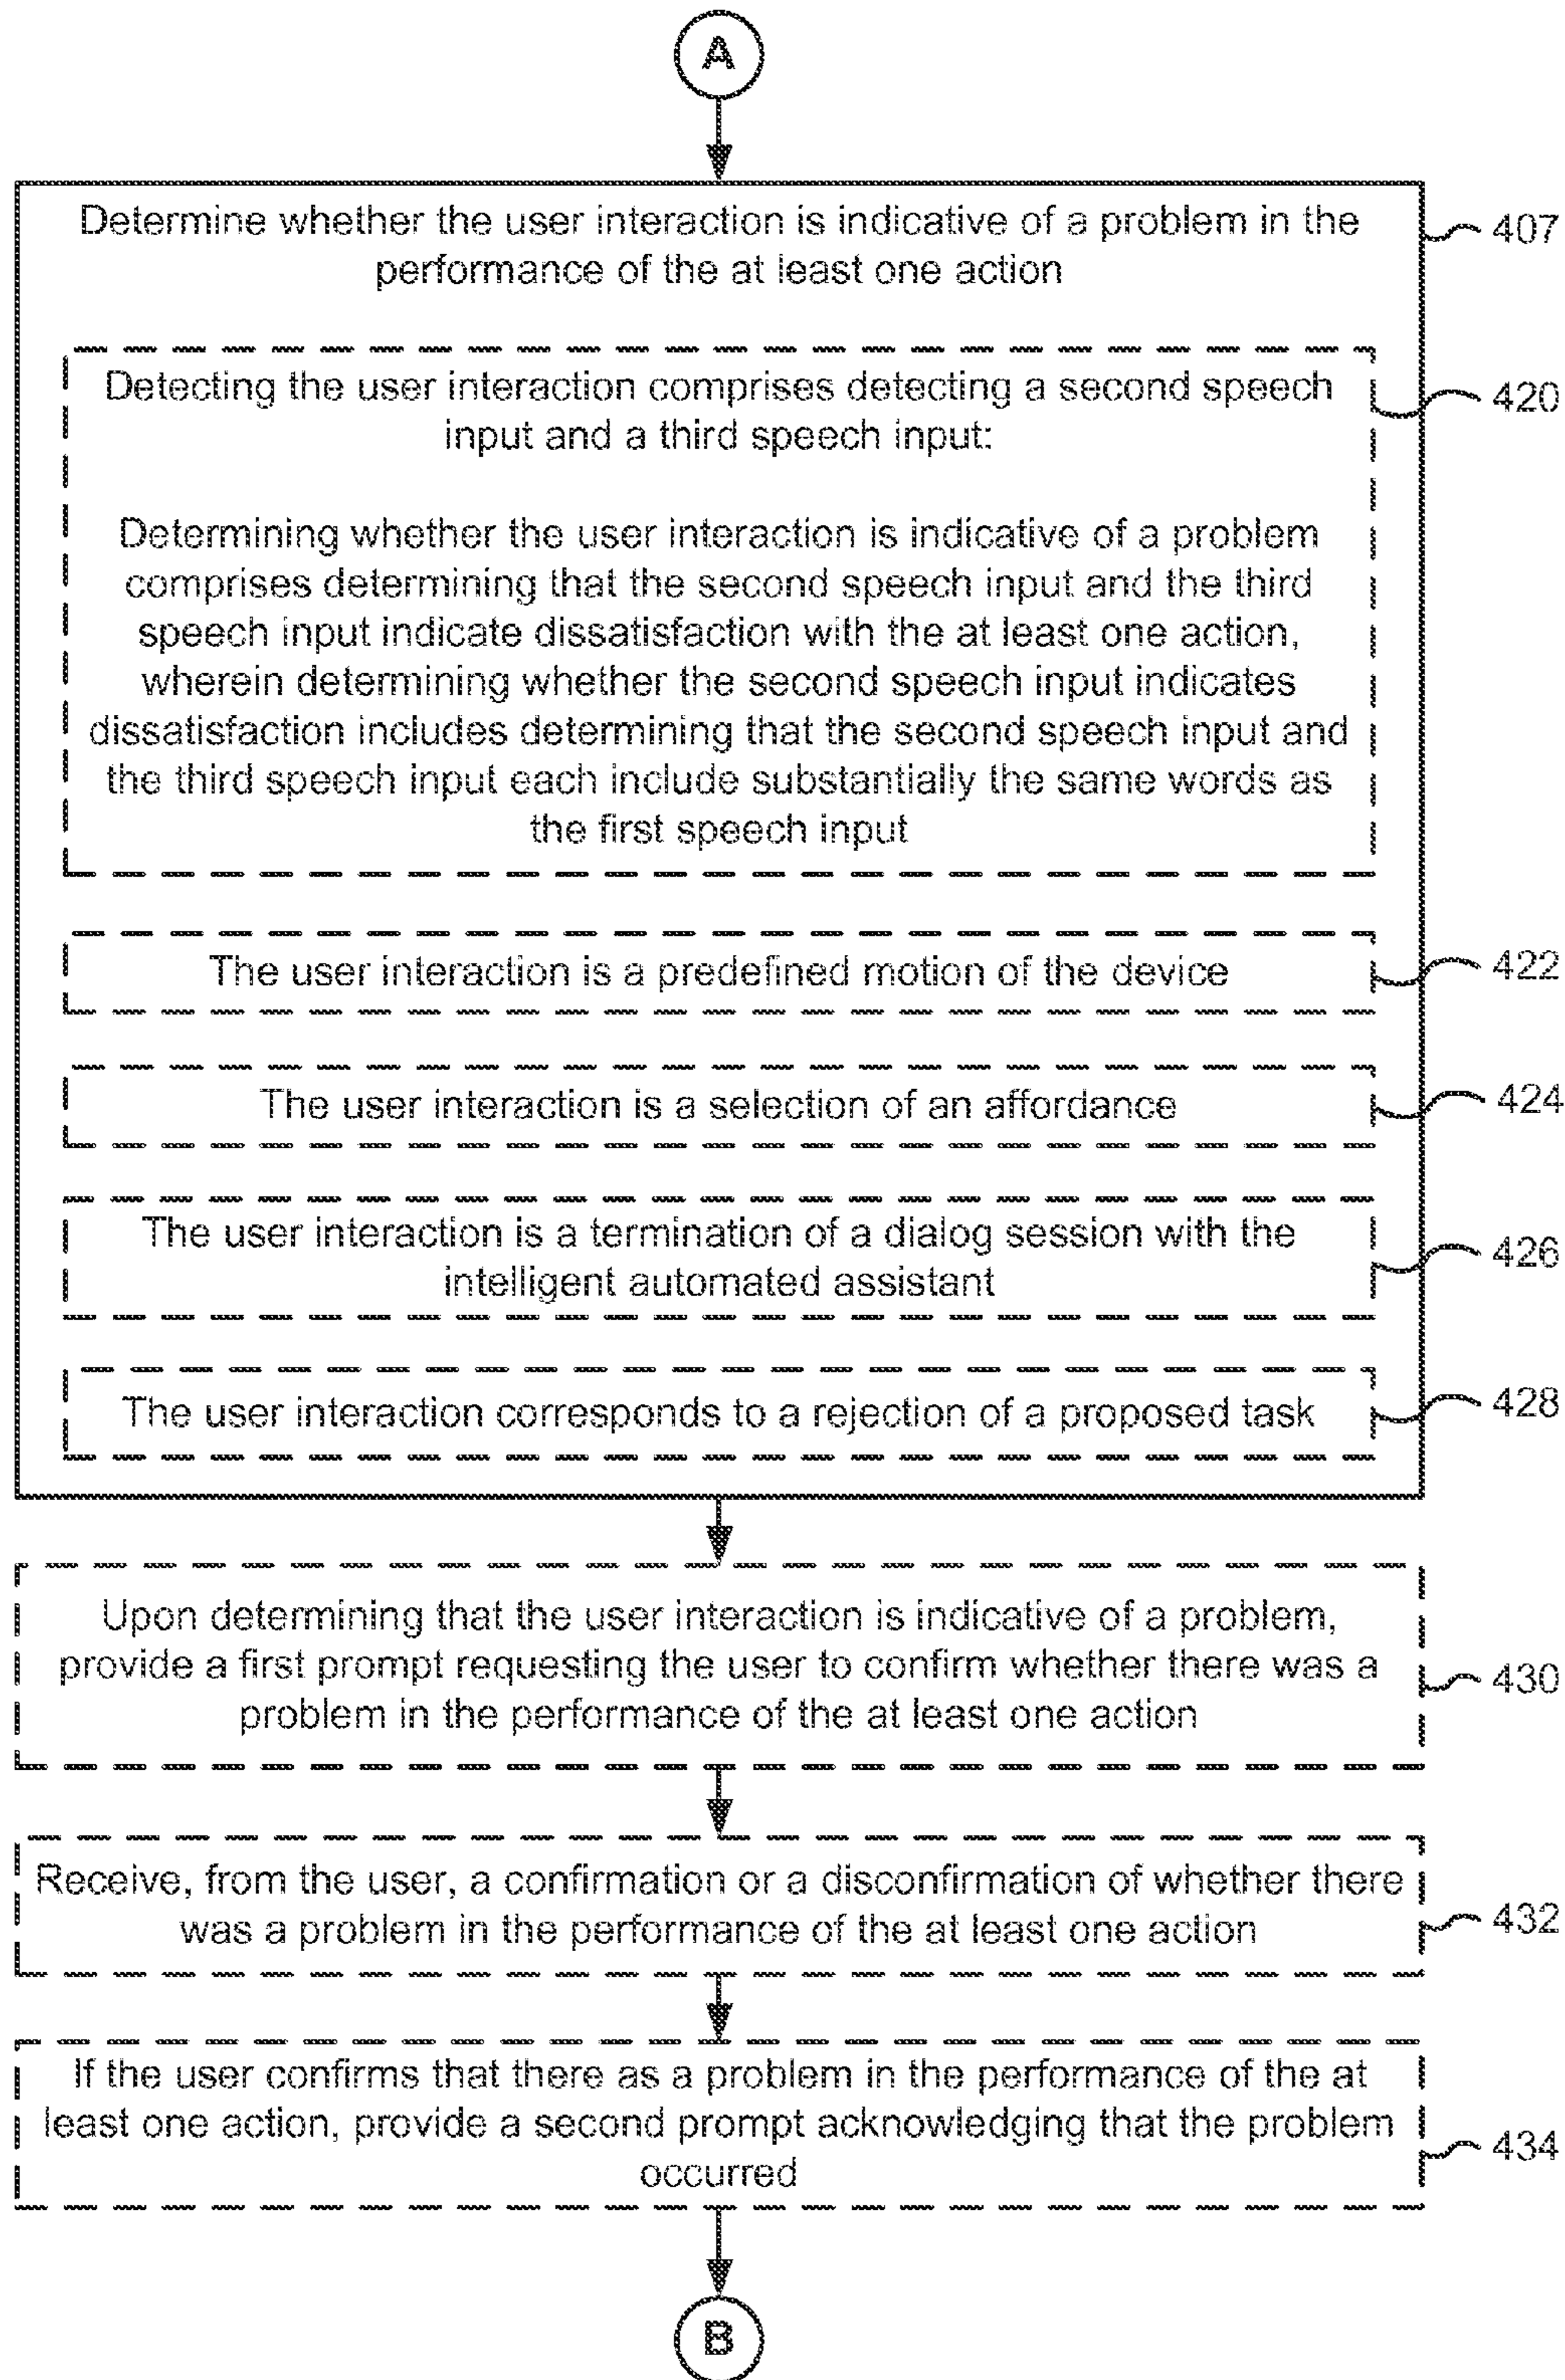 A
Determine whether the user interaction is indicative of a problem in the
performance of the at least one action
407
Detecting the user interaction comprises detecting a second speech
input and a third speech input:
420
Determining whether the user interaction is indicative of a problem
comprises determining that the second speech input and the third
speech input indicate dissatisfaction with the at least one action,
wherein determining whether the second speech input indicates
dissatisfaction includes determining that the second speech input and
the third speech input each include substantially the same words as
the first speech input
The user interaction is a predefined motion of the device
422
The user interaction is a selection of an affordance
424
The user interaction is a termination of a dialog session with the
intelligent automated assistant
426
The user interaction corresponds to a rejection of a proposed task
428
Upon determining that the user interaction is indicative of a problem,
provide a first prompt requesting the user to confirm whether there was a
problem in the performance of the at least one action
430
Receive, from the user, a confirmation or a disconfirmation of whether there
was a problem in the performance of the at least one action
432
If the user confirms that there as a problem in the performance of the at
least one action, provide a second prompt acknowledging that the problem
occurred
434
B